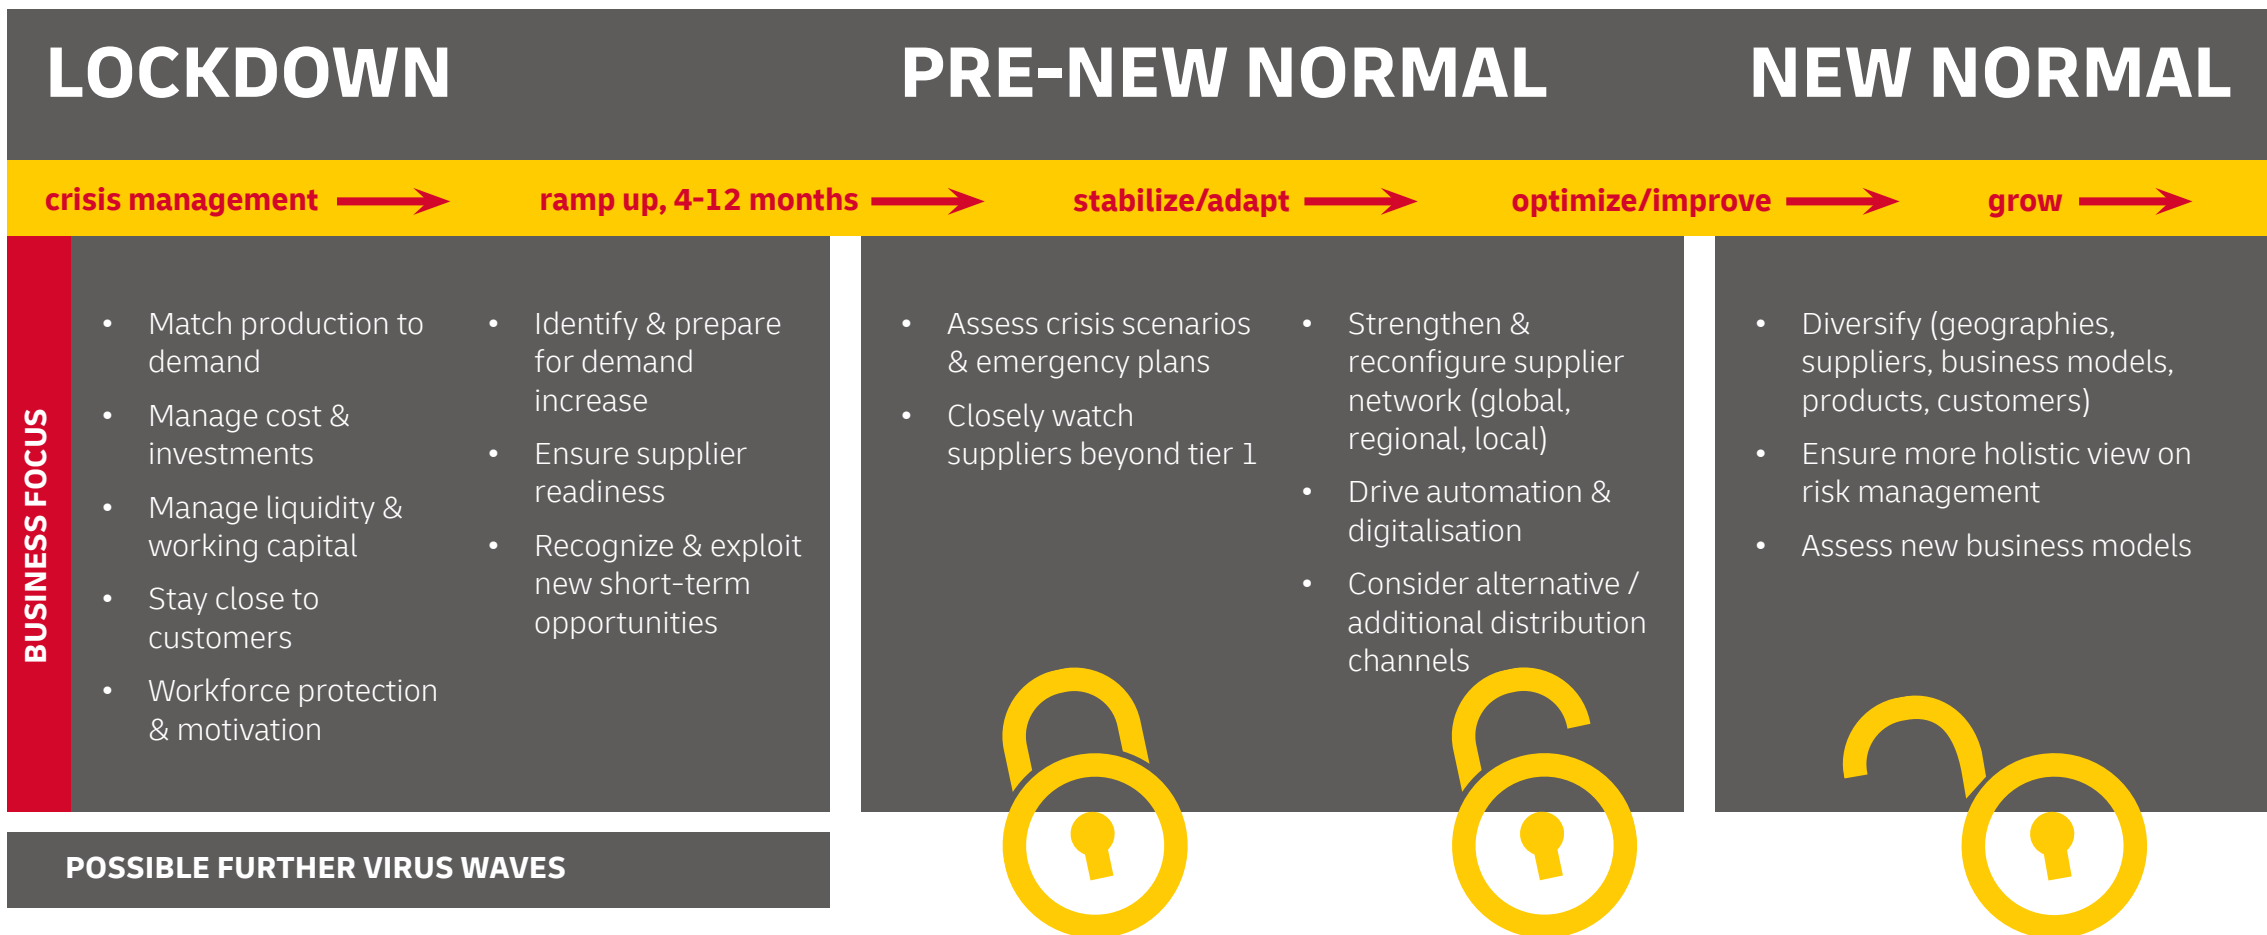 LOCKDOWN
PRE-NEW NORMAL
NEW NORMAL
crisis management
ramp up, 4-12 months
stabilize/adapt
optimize/improve
grow
BUSINESS FOCUS
• Match production to
demand
• Manage cost &
investments
• Manage liquidity &
working capital
• Stay close to
customers
• Workforce protection
& motivation
• Identify & prepare
for demand
increase
• Ensure supplier
readiness
• Recognize & exploit
new short-term
opportunities
• Assess crisis scenarios
& emergency plans
• Closely watch
suppliers beyond tier 1
• Strengthen &
reconfigure supplier
network (global,
regional, local)
• Drive automation &
digitalisation
• Consider alternative /
additional distribution
channels
• Diversify (geographies,
suppliers, business models,
products, customers)
• Ensure more holistic view on
risk management
• Assess new business models
POSSIBLE FURTHER VIRUS WAVES